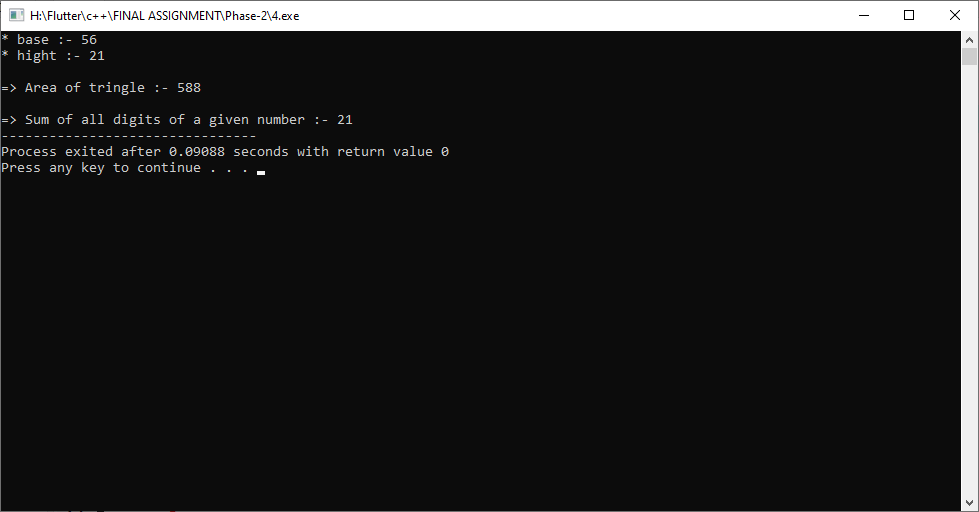 H:\Flutter\c++\FINAL ASSIGNMENT\Phase-2\4.exe
* base :- 56
* hight :- 21
=> Area of tringle :- 588
=> Sum of all digits of a given number :- 21
--------------------------------
Process exited after 0.09088 seconds with return value 0
Press any key to continue . . .